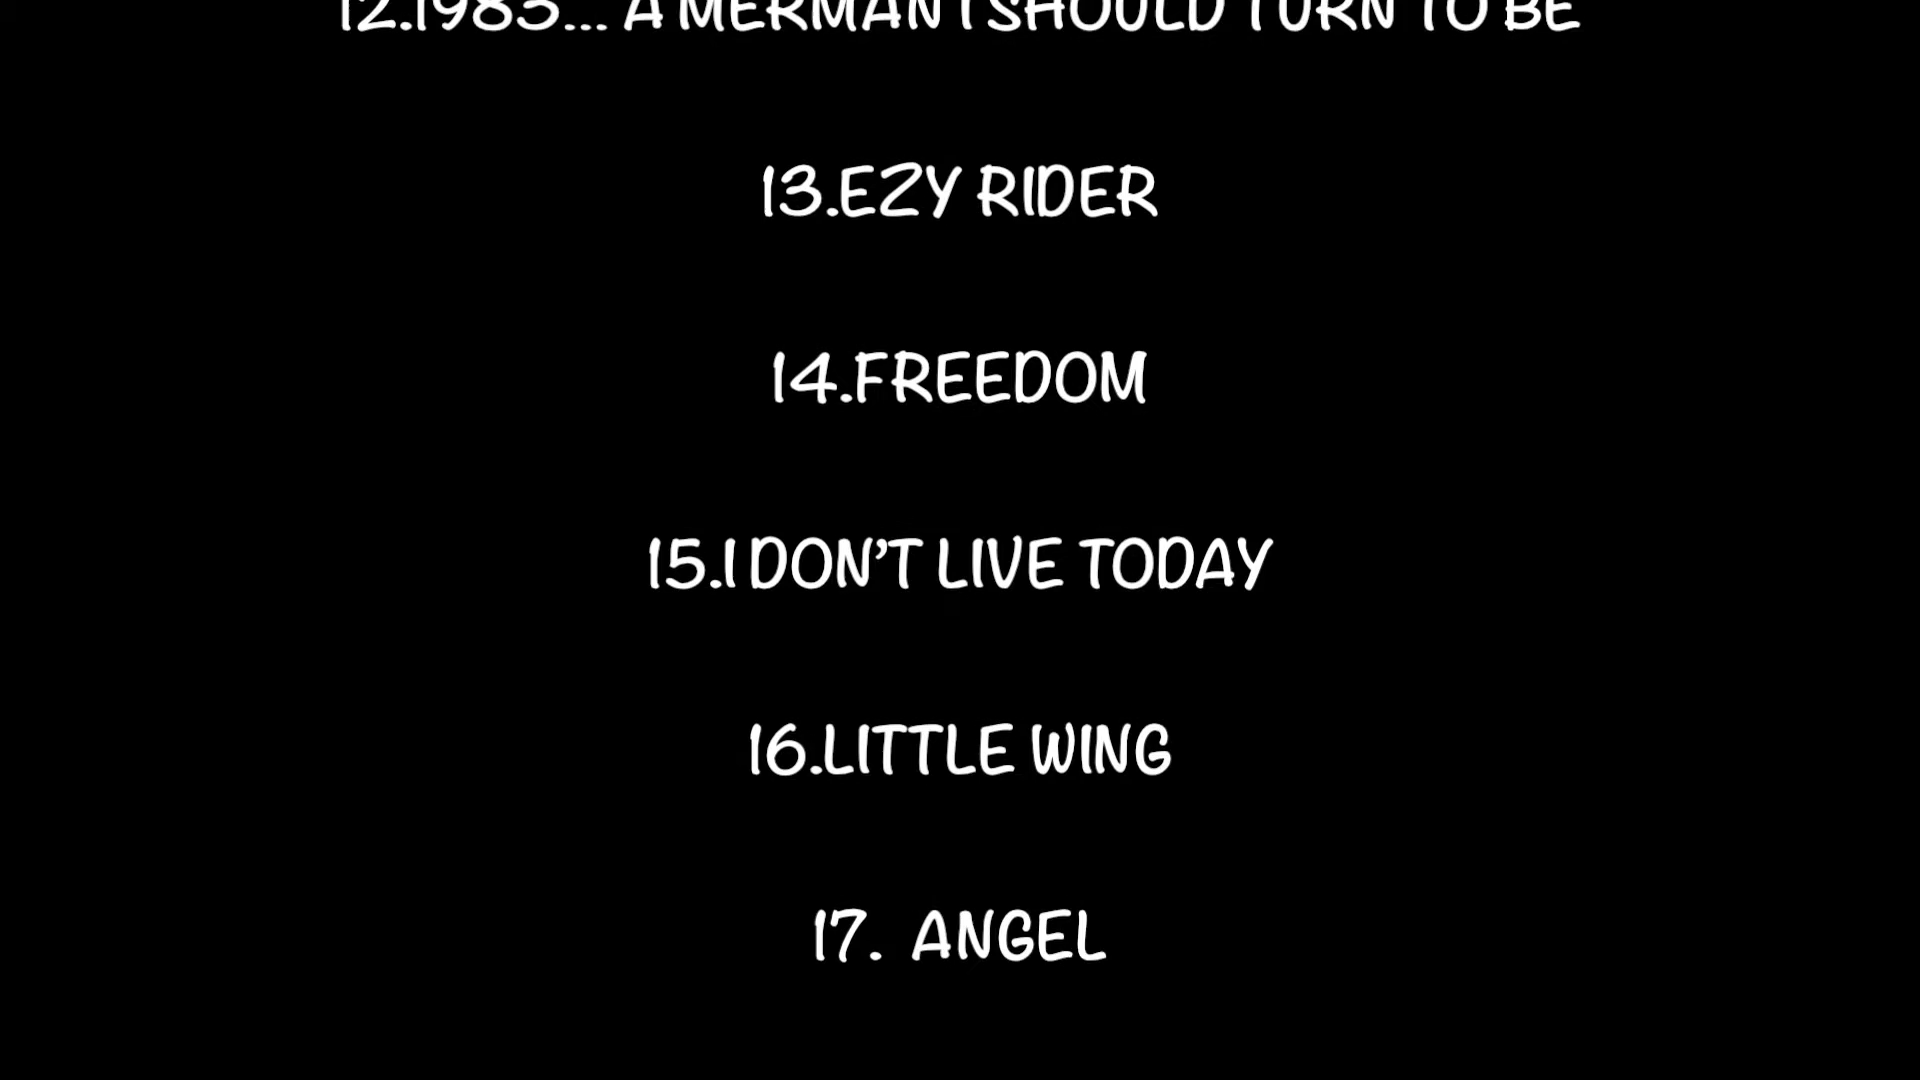 12.1983... A MERMAN I SHOULD TURN TO BE
13.EZY RIDER
14.FREEDOM
15.I DON'T LIVE TODAY
16.LITTLE WING
17. ANGEL